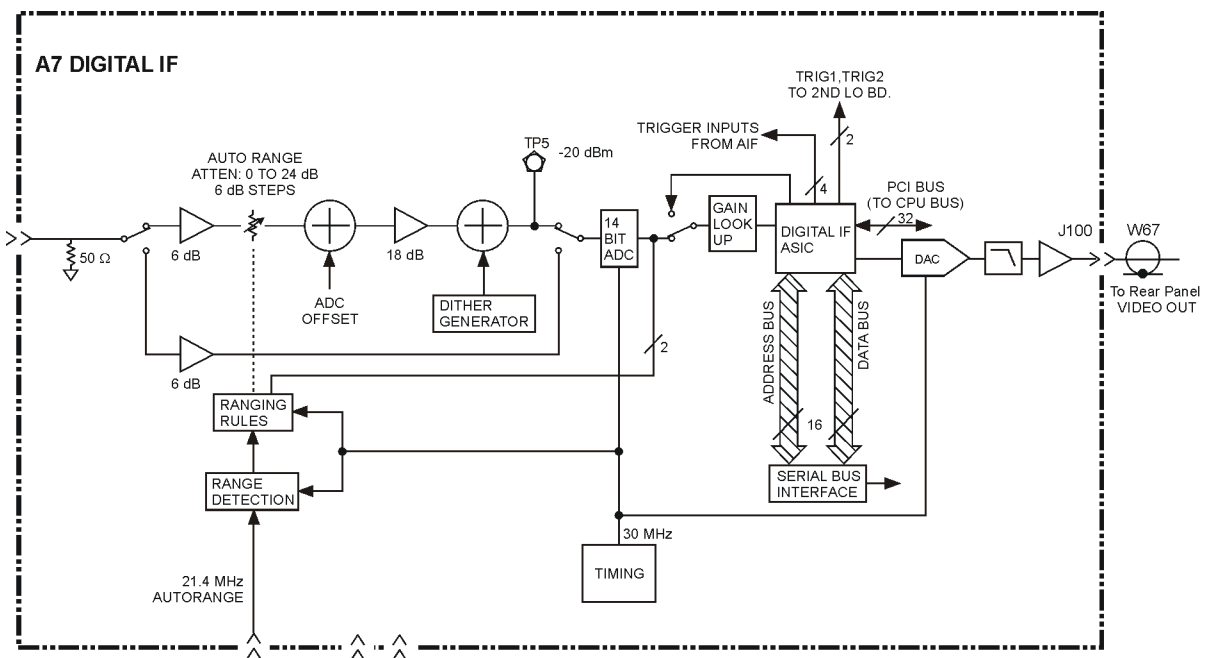 A7 DIGITAL IF
AUTO RANGE
ATTEN: 0 TO 24 dB
6 dB STEPS
TP5
-20 dBm
TRIG1,TRIG2
TO 2ND LO BD.
TRIGGER INPUTS
FROM AIF
2
4
PCI BUS
(TO CPU BUS)
32
50 Ω
6 dB
18 dB
ADC
OFFSET
DITHER
GENERATOR
14
BIT
ADC
GAIN
LOOK
UP
DIGITAL IF
ASIC
DAC
J100
W67
To Rear Panel
VIDEO OUT
6 dB
2
ADDRESS BUS
DATA BUS
16
RANGING
RULES
RANGE
DETECTION
SERIAL BUS
INTERFACE
30 MHz
TIMING
21.4 MHz
AUTORANGE